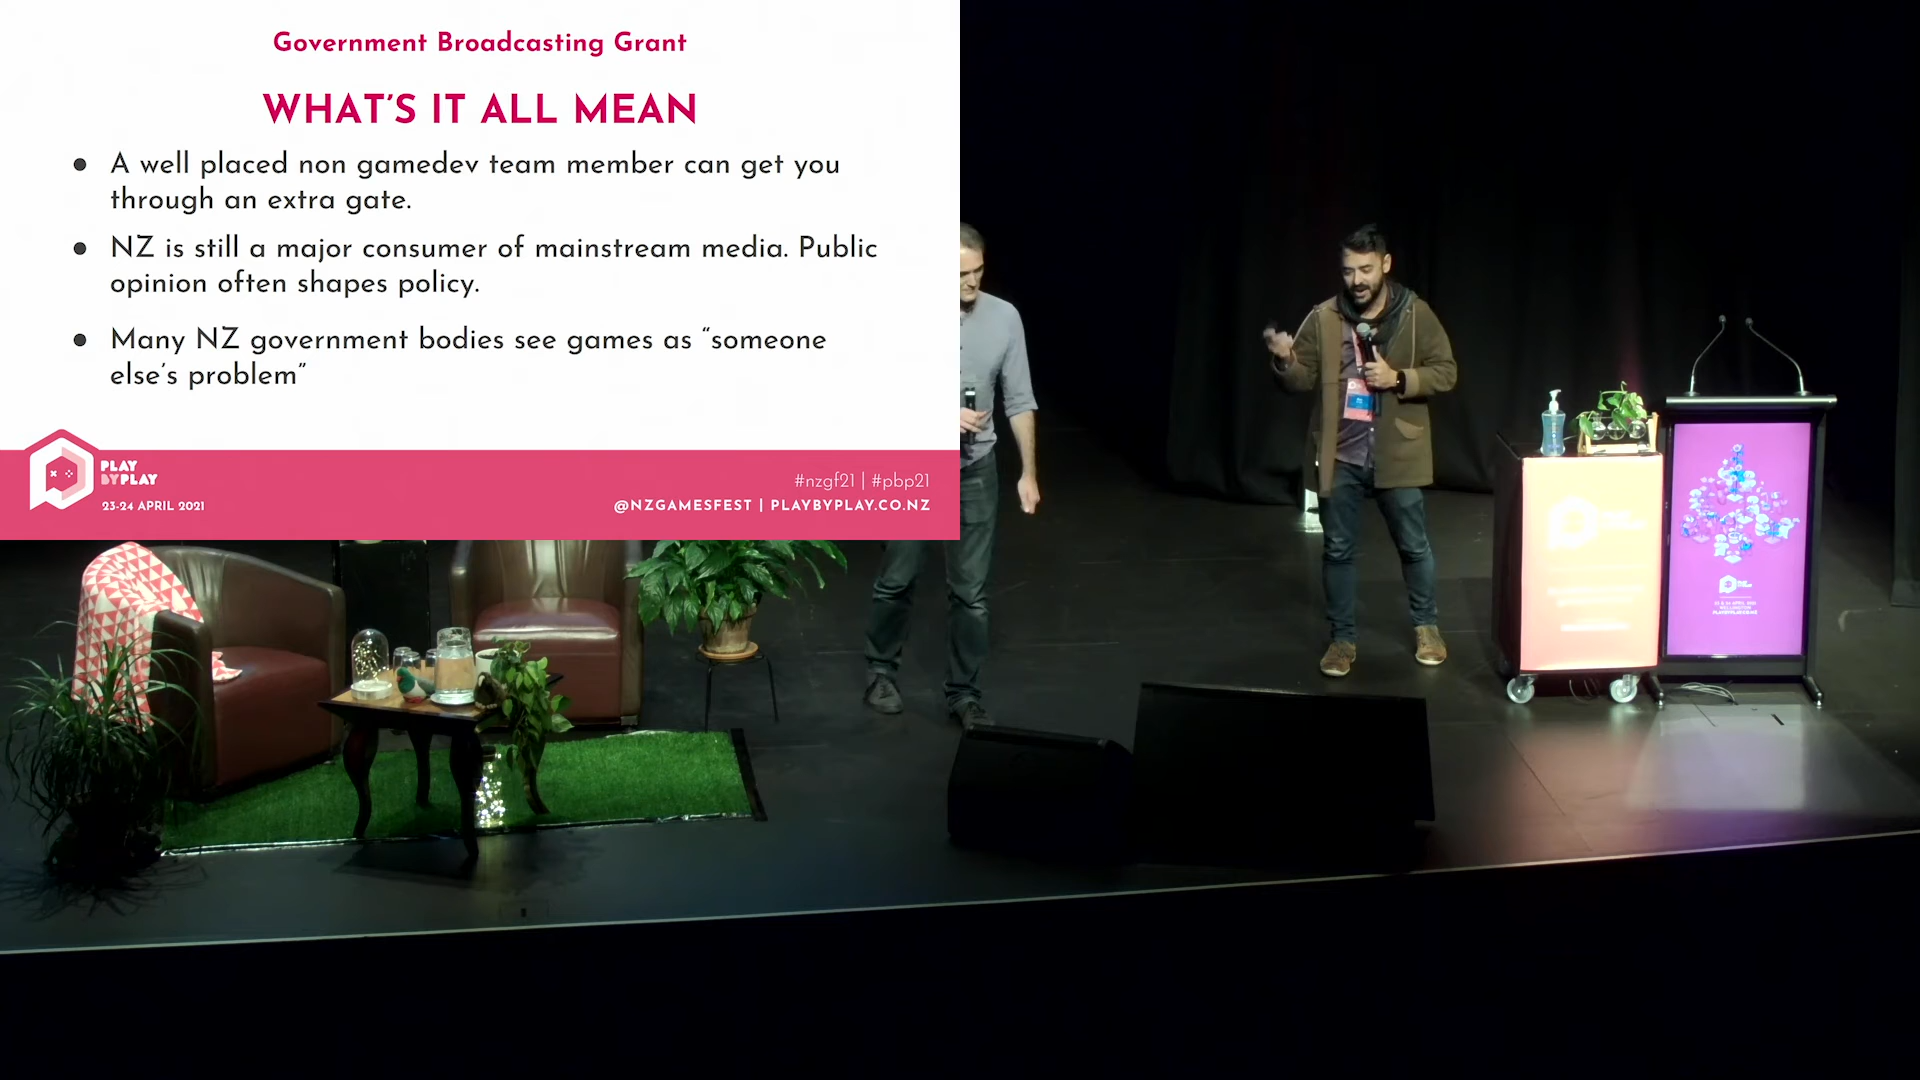 Government Broadcasting Grant
WHAT'S IT ALL MEAN
● A well placed non gamedev team member can get you
through an extra gate.
● NZ is still a major consumer of mainstream media. Public
opinion often shapes policy.
● Many NZ government bodies see games as “someone
else's problem”
PLAY
BYPLAY
23-24 APRIL 2021
#nzgf21 | #pbp21
@NZGAMESFEST | PLAYBYPLAY.CO.NZ